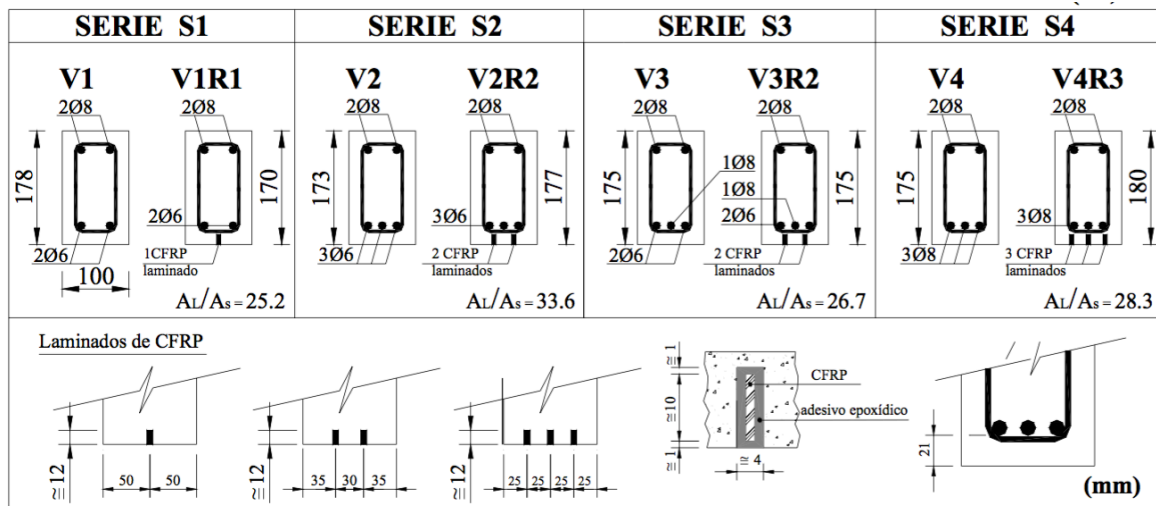 SERIE S1
V1 V1R1
2Ø8 2Ø8
178
170
2Ø6
2Ø6
1CFRP
laminado
100
AL/As = 25.2
SERIE S2
V2 V2R2
2Ø8 2Ø8
173
177
3Ø6
3Ø6
2 CFRP
laminados
AL/As = 33.6
SERIE S3
V3 V3R2
2Ø8 2Ø8
175
1Ø8
1Ø8
175
2Ø6
2Ø6
2 CFRP
laminados
AL/As = 26.7
SERIE S4
V4 V4R3
2Ø8 2Ø8
175
180
3Ø8
3Ø8
3 CFRP
laminados
AL/As = 28.3
Laminados de CFRP
≅12
50 50
≅12
35 30 35
≅12
25 25 25 25
≅1
≅10
≅1
CFRP
adesivo epoxídico
≅ 4
21
(mm)